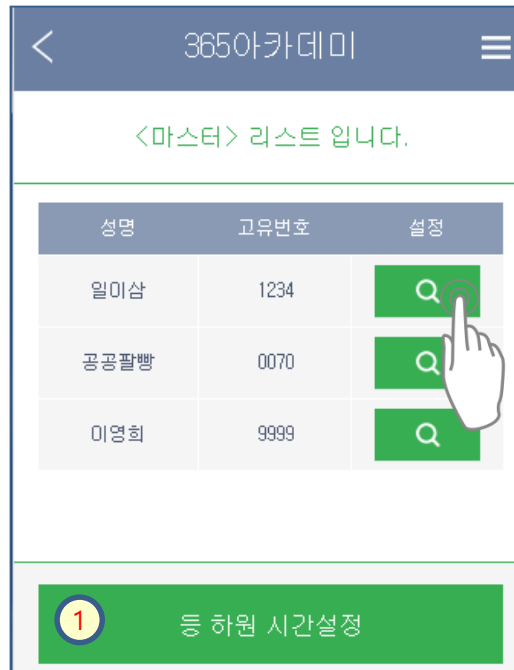 365아카데미
<마스터> 리스트 입니다.
성명 고유번호 설정
일이삼 1234
공공팔빵 0070
이영희 9999
1 등 하원 시간설정